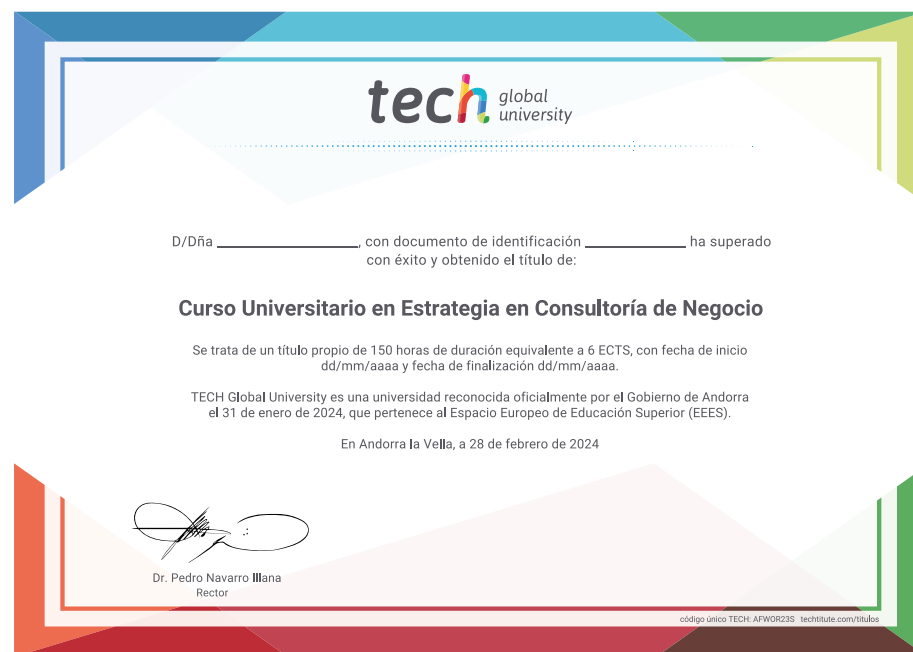 tech global university
D/Dña ____________________, con documento de identificación ______________ ha superado
con éxito y obtenido el título de:
Curso Universitario en Estrategia en Consultoría de Negocio
Se trata de un título propio de 150 horas de duración equivalente a 6 ECTS, con fecha de inicio
dd/mm/aaaa y fecha de finalización dd/mm/aaaa.
TECH Global University es una universidad reconocida oficialmente por el Gobierno de Andorra
el 31 de enero de 2024, que pertenece al Espacio Europeo de Educación Superior (EEES).
En Andorra la Vella, a 28 de febrero de 2024
Dr. Pedro Navarro Illana
Rector
código único TECH: AFWOR23S techtitute.com/titulos